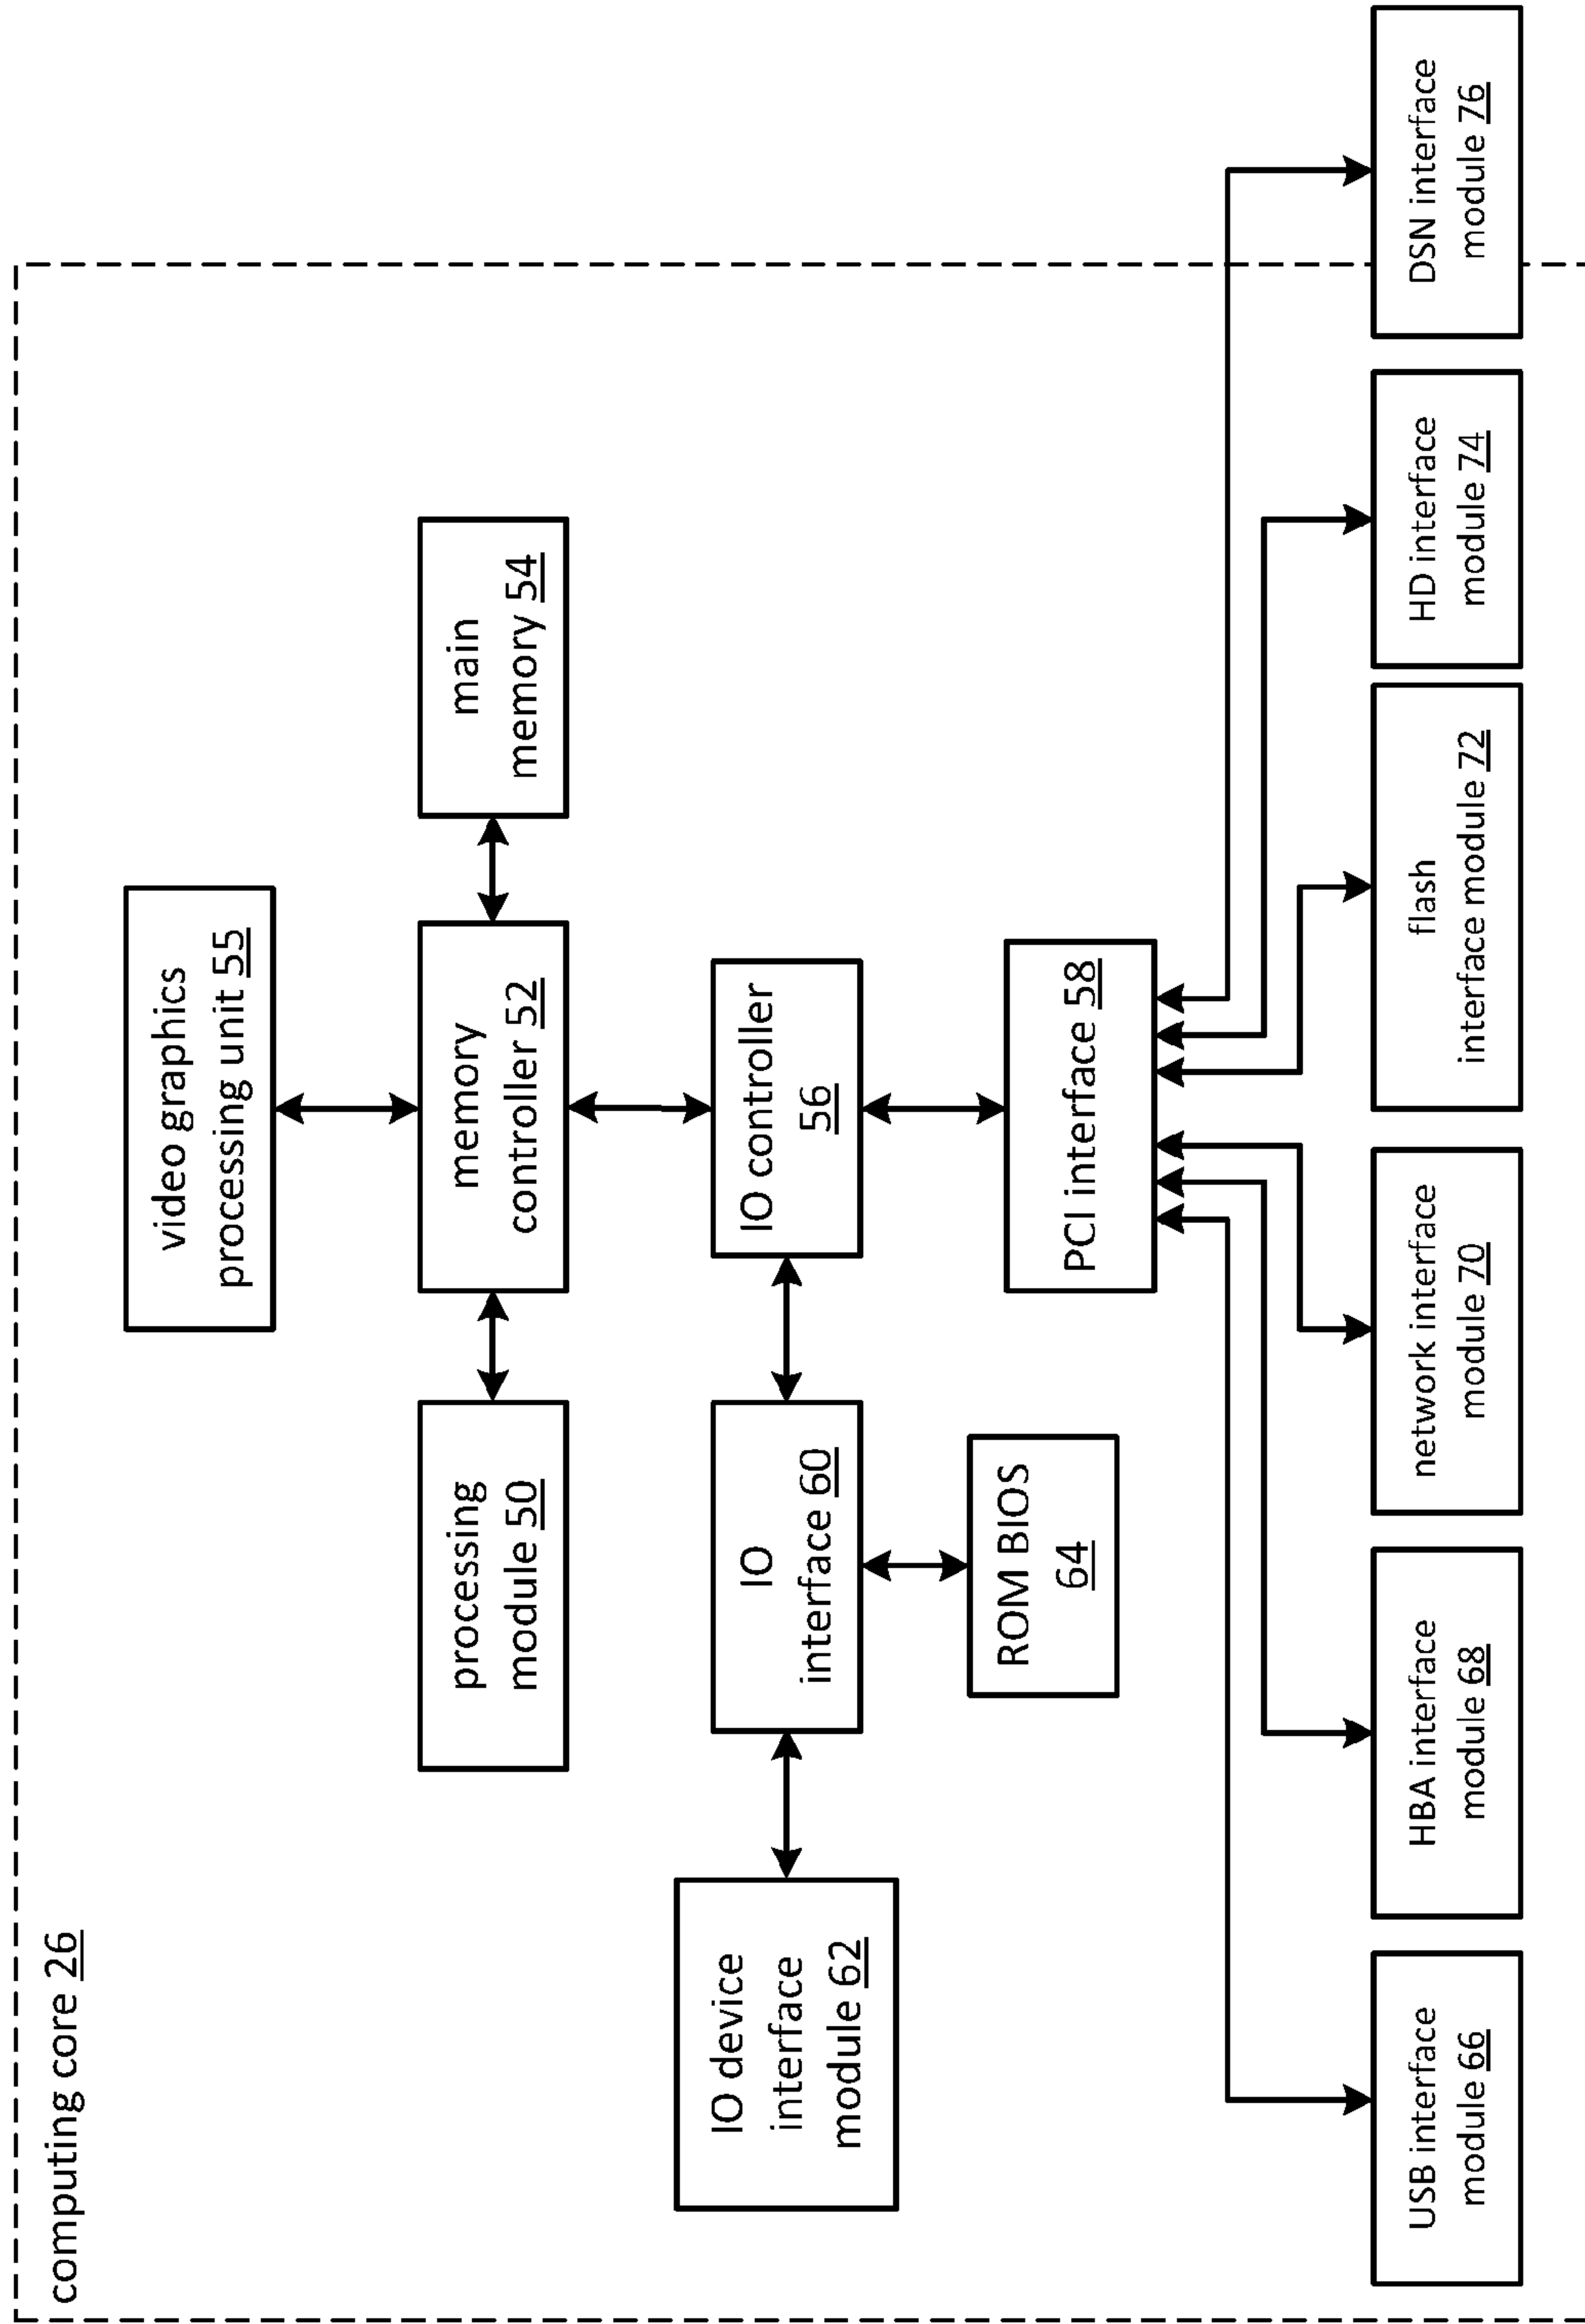 computing core 26
video graphics
processing unit 55
processing
module 50
memory
controller 52
main
memory 54
IO device
interface
module 62
IO
interface 60
IO controller
56
ROM BIOS
64
PCI interface 58
USB interface
module 66
HBA interface
module 68
network interface
module 70
flash
interface module 72
HD interface
module 74
DSN interface
module 76